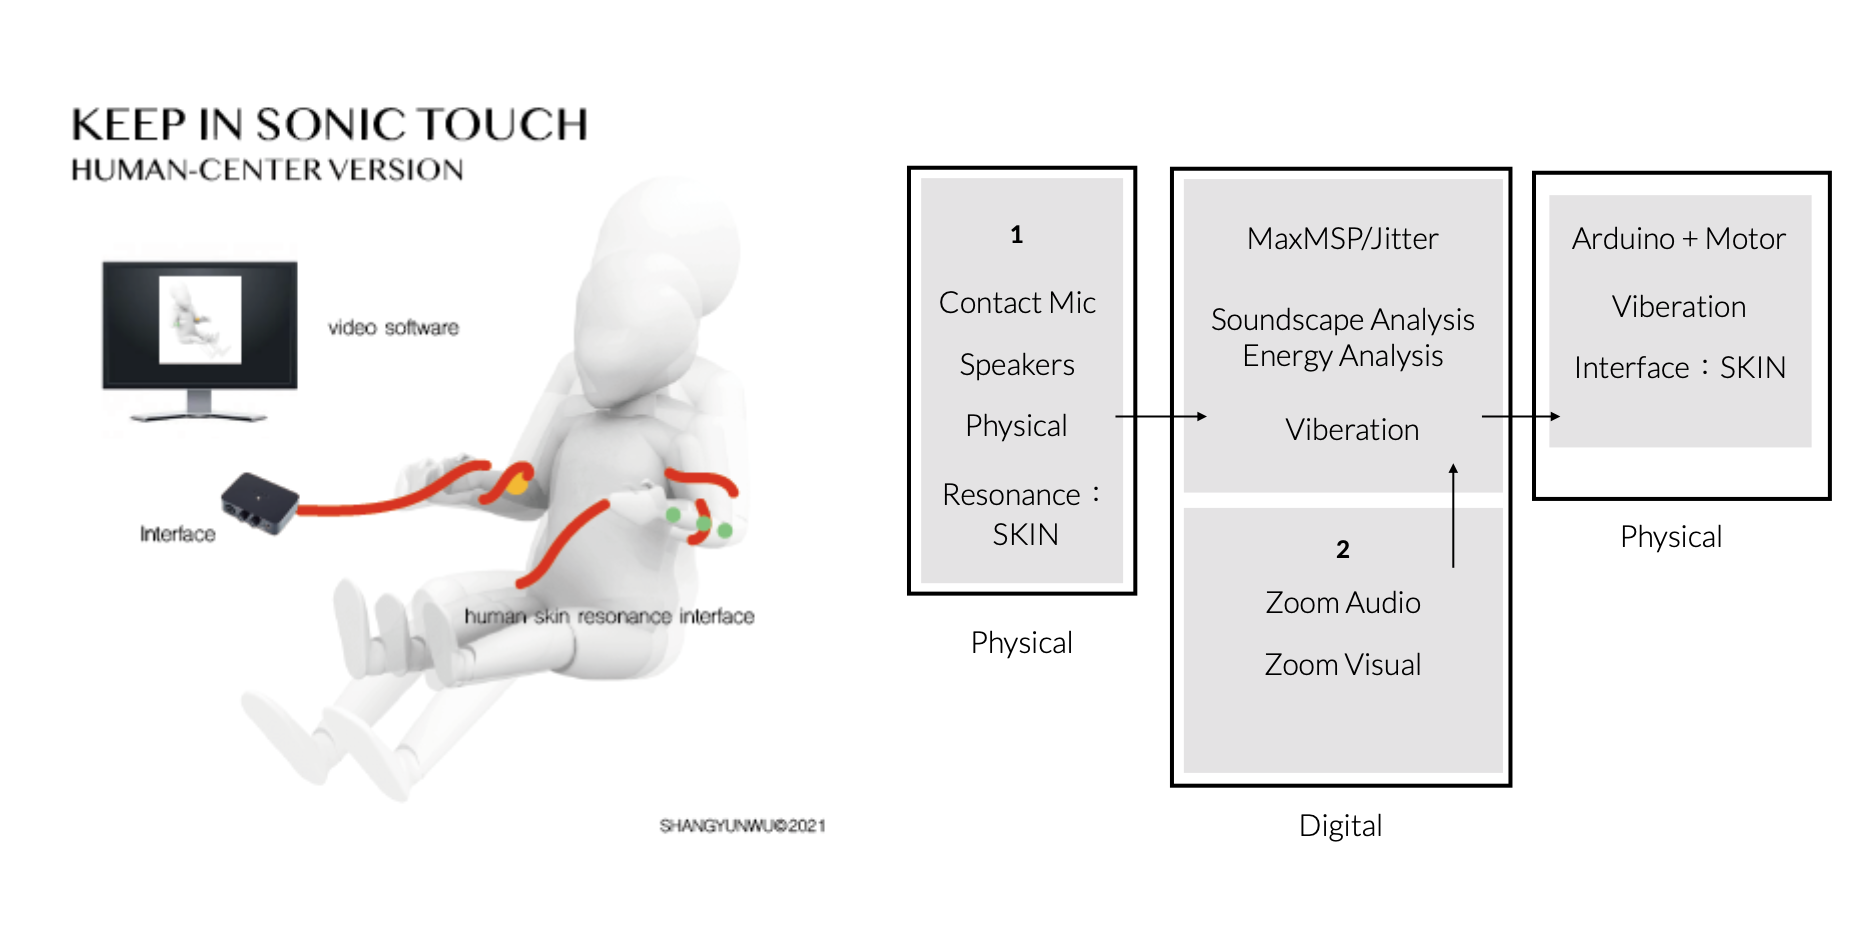 KEEP IN SONIC TOUCH
HUMAN-CENTER VERSION
video software
Interface
human skin resonance interface
SHANGYUNWU©2021
1
Contact Mic
Speakers
Physical
Resonance：
SKIN
Physical
MaxMSP/Jitter
Soundscape Analysis
Energy Analysis
Viberation
2
Zoom Audio
Zoom Visual
Digital
Arduino + Motor
Viberation
Interface：SKIN
Physical